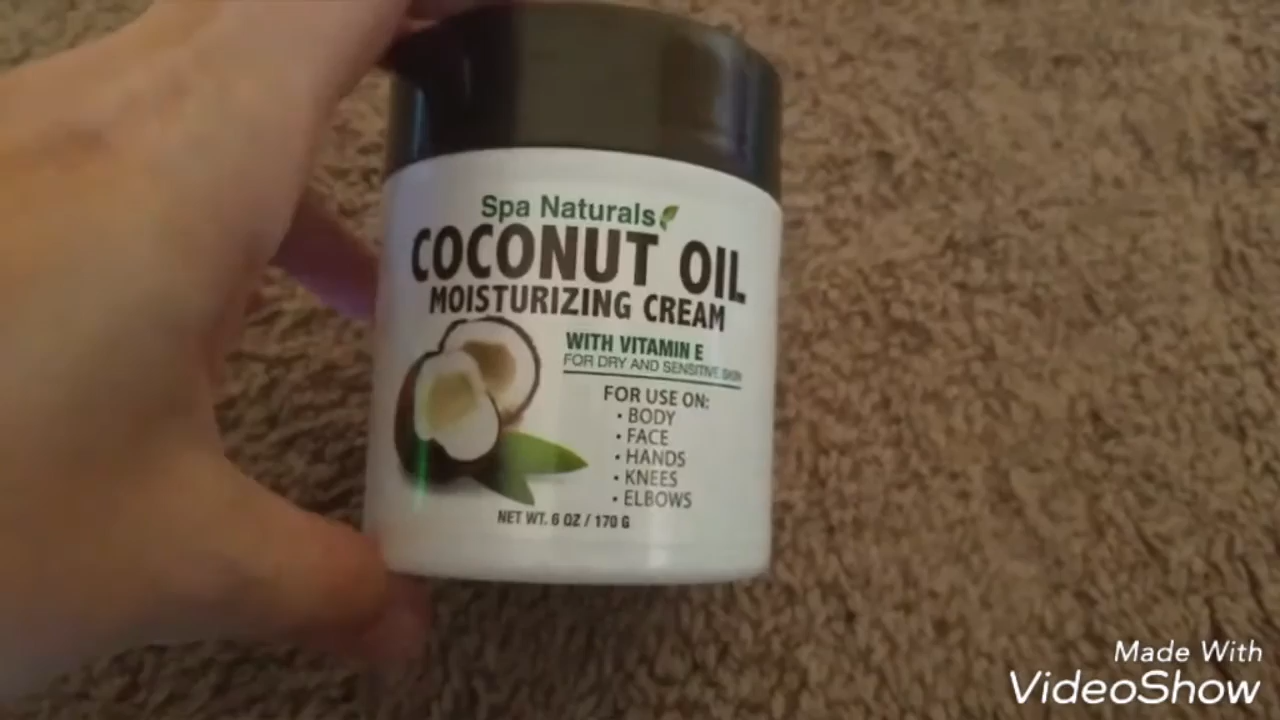 Spa Naturals
COCONUT OIL
MOISTURIZING CREAM
WITH VITAMIN E
FOR DRY AND SENSITIVE SKIN
FOR USE ON:
• BODY
• FACE
• HANDS
• KNEES
• ELBOWS
NET WT. 6 OZ / 170 G
Made With
VideoShow